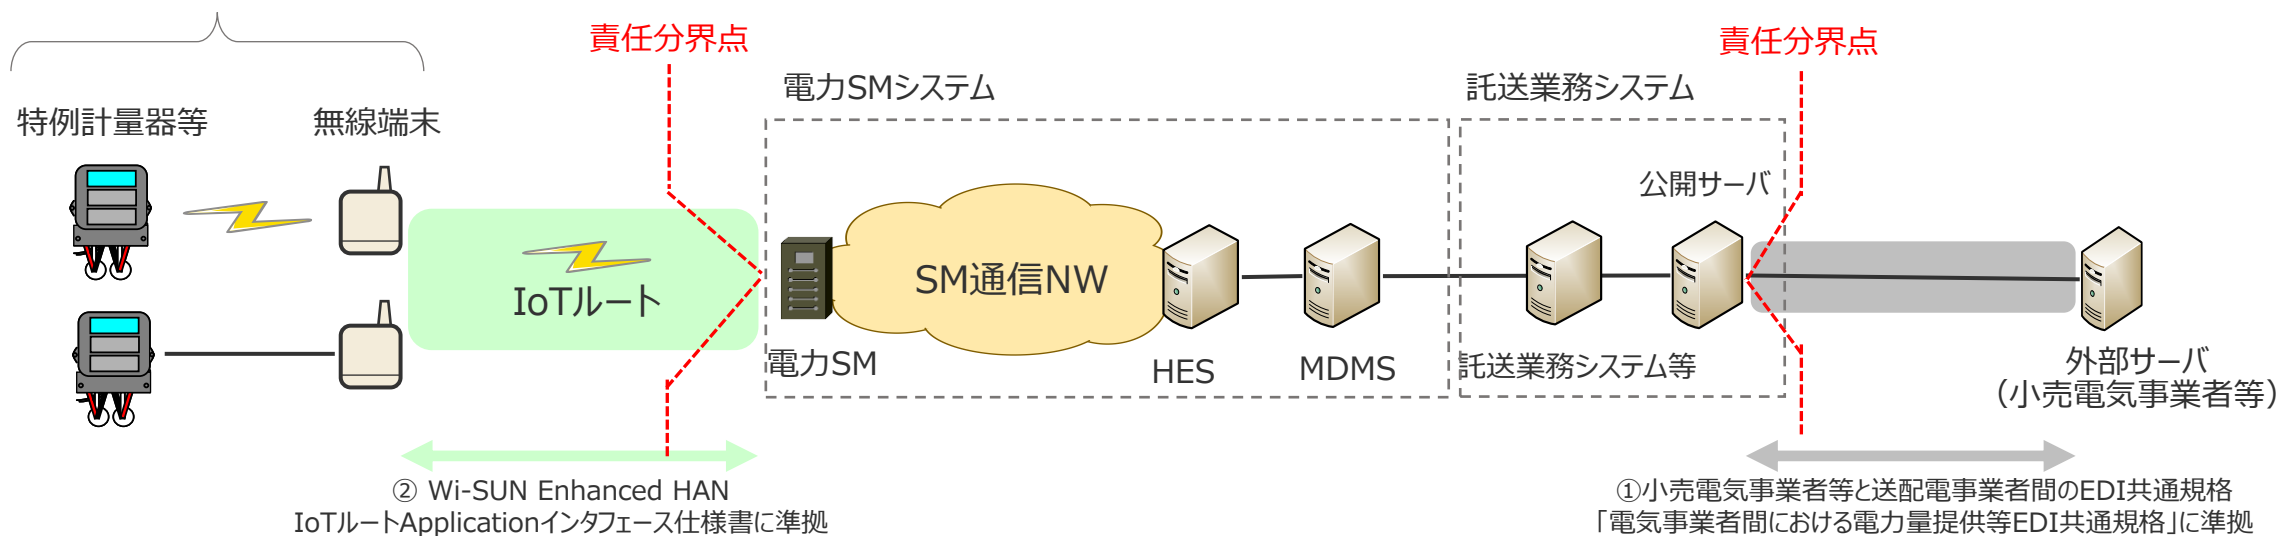 責任分界点
責任分界点
電力SMシステム
託送業務システム
特例計量器等
無線端末
公開サーバ
IoTルート
SM通信NW
電力SM
HES
MDMS
託送業務システム等
外部サーバ
（小売電気事業者等）
② Wi-SUN Enhanced HAN
IoTルートApplicationインタフェース仕様書に準拠
①小売電気事業者等と送配電事業者間のEDI共通規格
「電気事業者間における電力量提供等EDI共通規格」に準拠